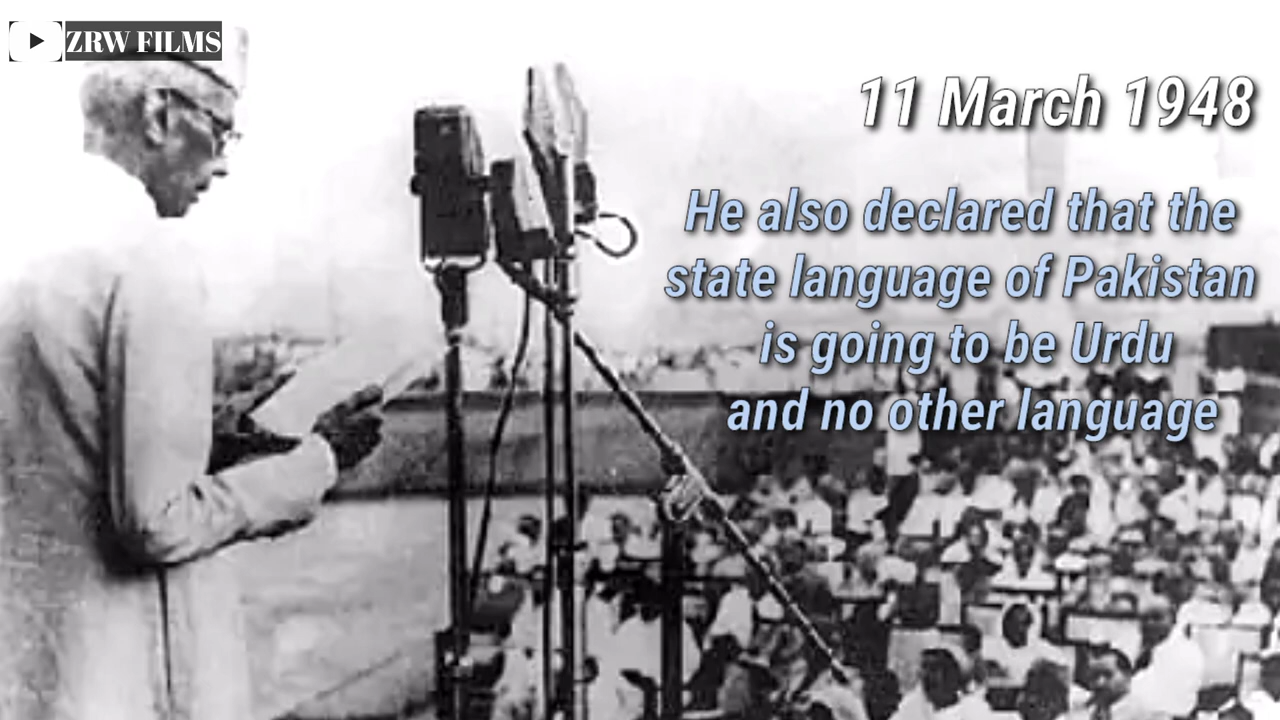 ZRW FILMS
11 March 1948
He also declared that the
state language of Pakistan
is going to be Urdu
and no other language